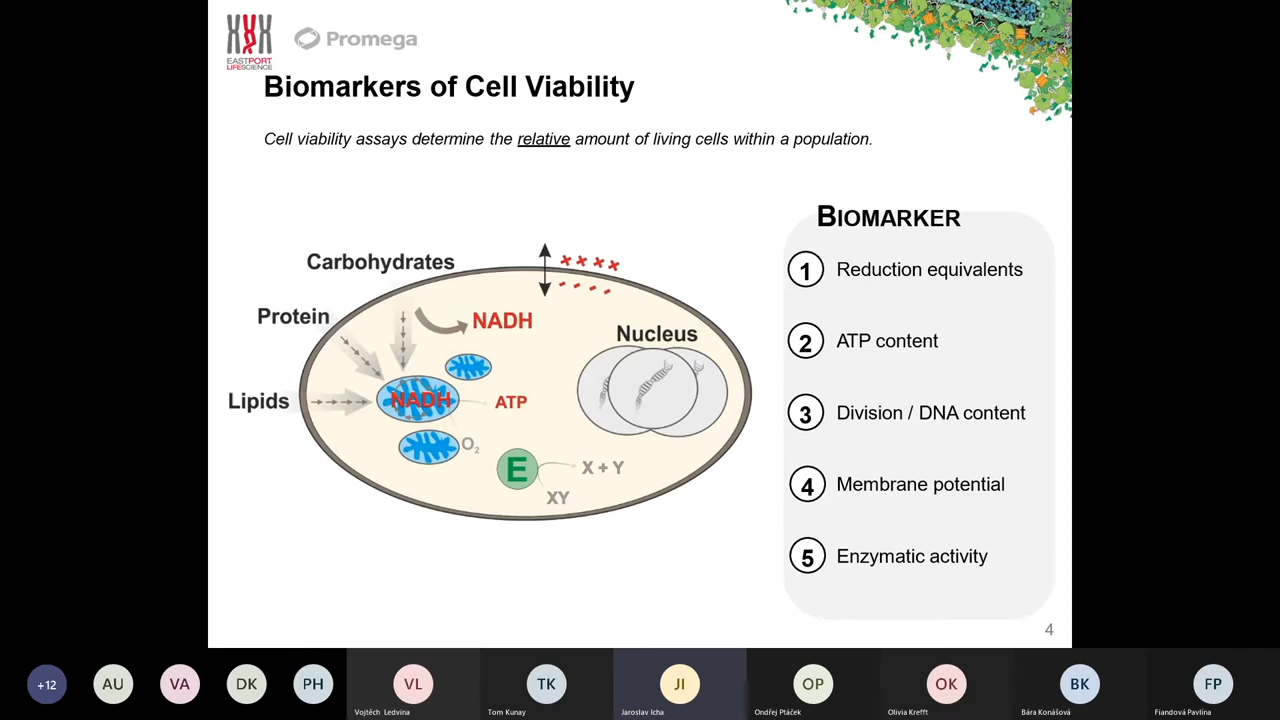 EASTPORT
LIFESCIENCE
Promega
Biomarkers of Cell Viability
Cell viability assays determine the relative amount of living cells within a population.
BIOMARKER
1 Reduction equivalents
2 ATP content
3 Division / DNA content
4 Membrane potential
5 Enzymatic activity
Carbohydrates
Protein
NADH
Nucleus
Lipids
NADH
ATP
O2
E
X + Y
XY
4
+12
AU
VA
DK
PH
VL
TK
JI
OP
OK
BK
FP
Vojtěch Ledvina
Tom Kunay
Jaroslav Icha
Ondřej Ptáček
Olivia Krefft
Bára Konášová
Fiandová Pavlína